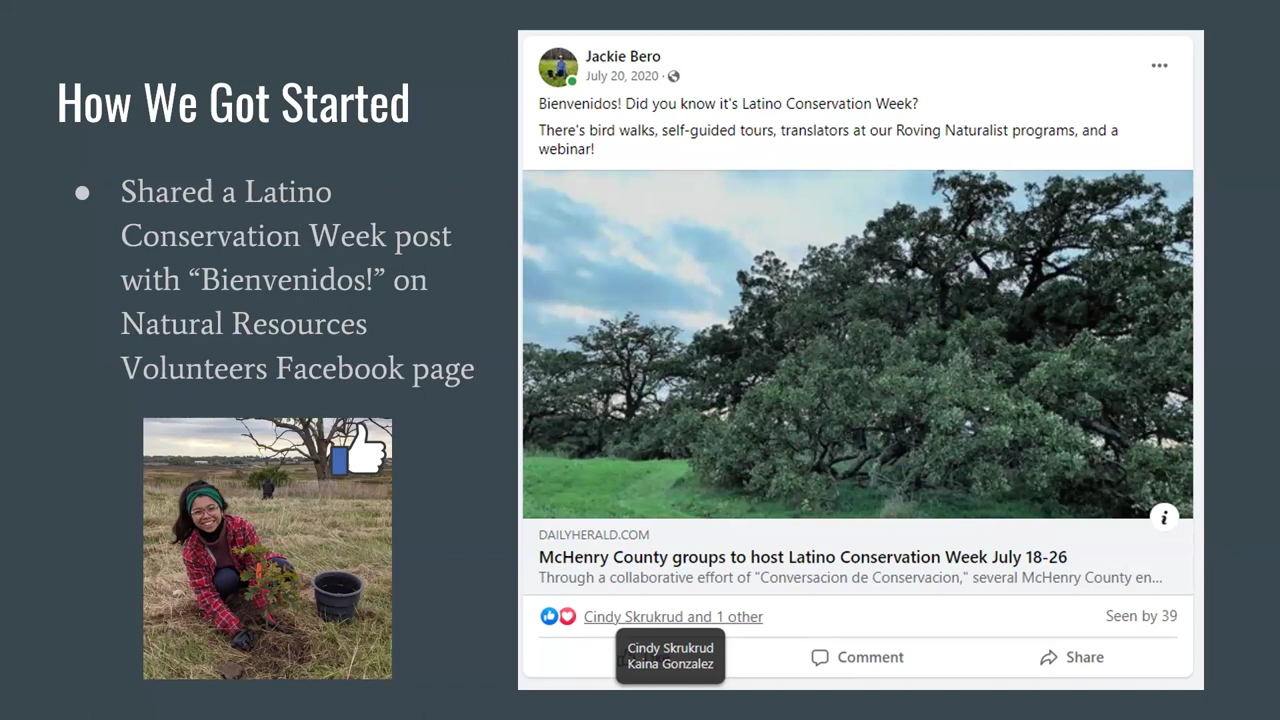 How We Got Started
● Shared a Latino
Conservation Week post
with “Bienvenidos!” on
Natural Resources
Volunteers Facebook page
Jackie Bero
July 20, 2020 ·
Bienvenidos! Did you know it's Latino Conservation Week?
There's bird walks, self-guided tours, translators at our Roving Naturalist programs, and a
webinar!
DAILYHERALD.COM
McHenry County groups to host Latino Conservation Week July 18-26
Through a collaborative effort of "Conversacion de Conservacion," several McHenry County en...
Cindy Skrukrud and 1 other
Seen by 39
Cindy Skrukrud
Kaina Gonzalez
Comment
Share